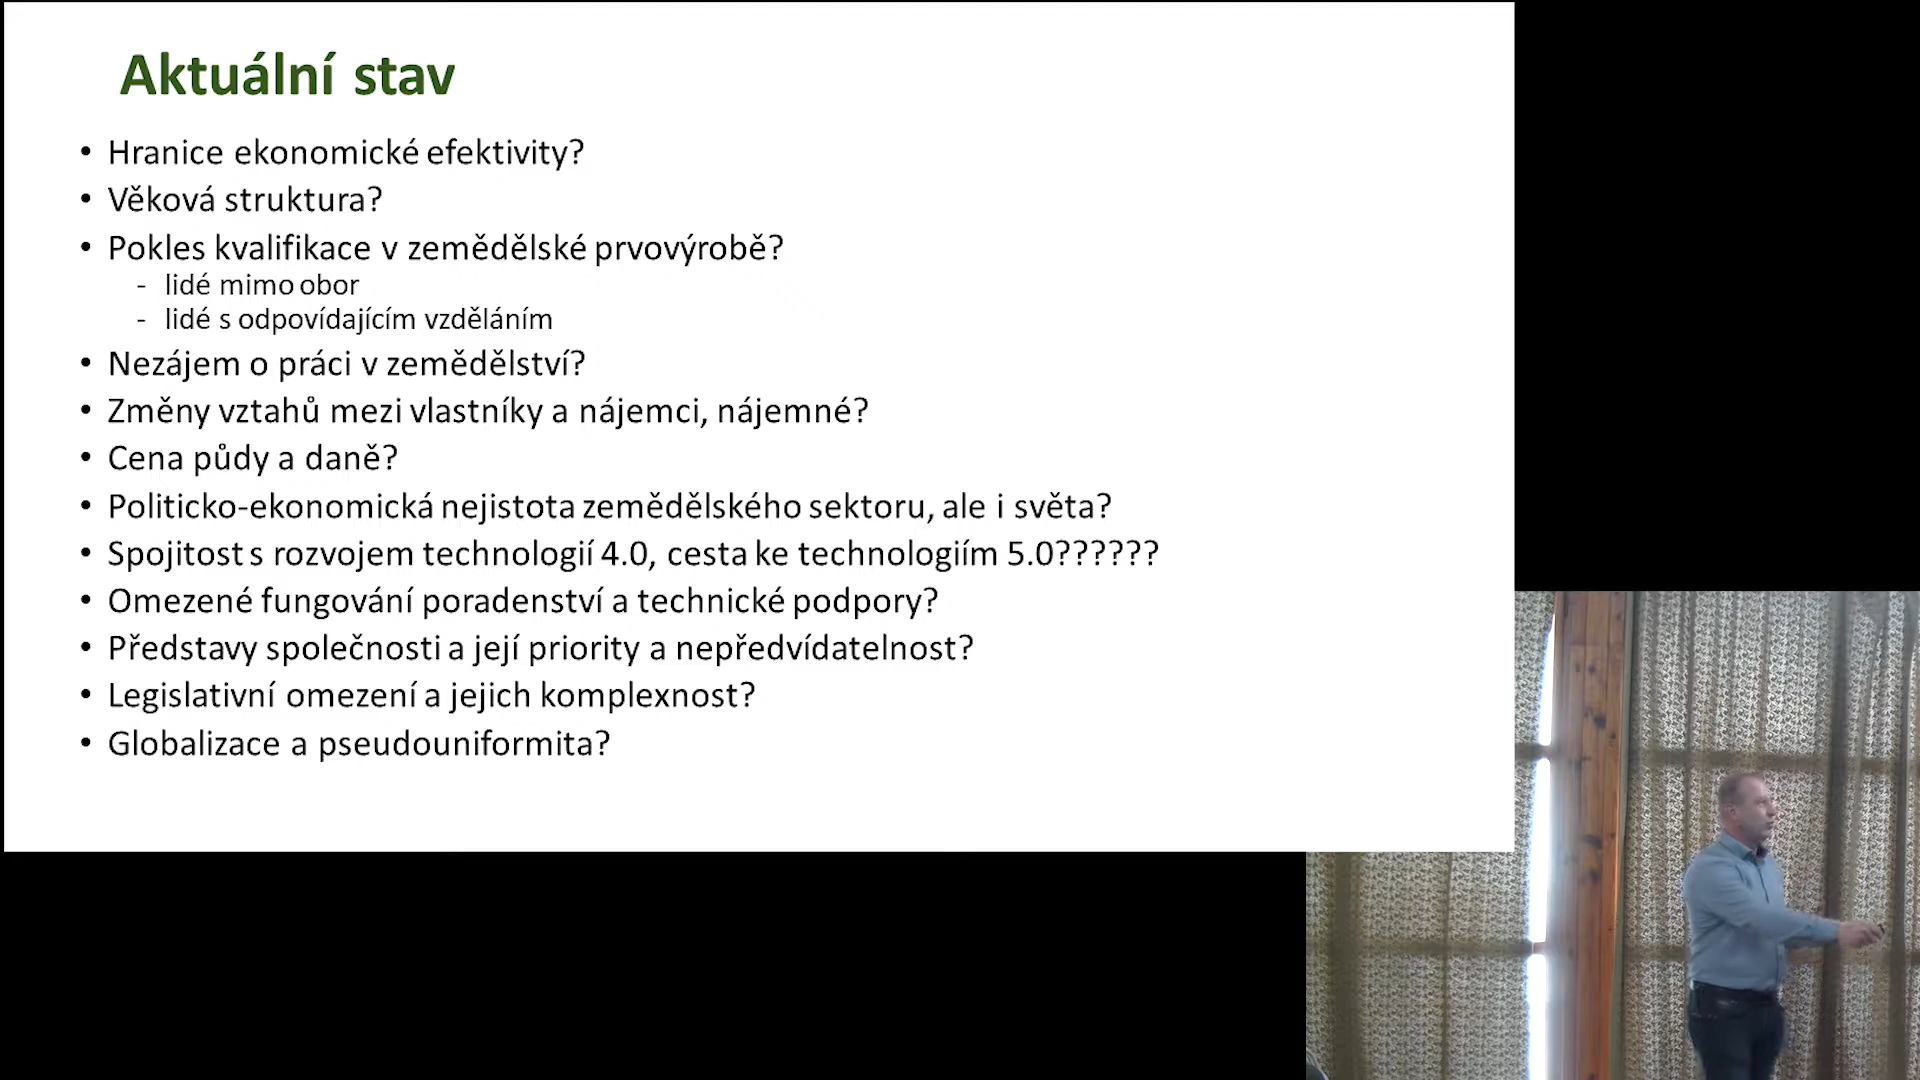 Aktuální stav
• Hranice ekonomické efektivity?
• Věková struktura?
• Pokles kvalifikace v zemědělské prvovýrobě?
- lidé mimo obor
- lidé s odpovídajícím vzděláním
• Nezájem o práci v zemědělství?
• Změny vztahů mezi vlastníky a nájemci, nájemné?
• Cena půdy a daně?
• Politicko-ekonomická nejistota zemědělského sektoru, ale i světa?
• Spojitost s rozvojem technologií 4.0, cesta ke technologiím 5.0??????
• Omezené fungování poradenství a technické podpory?
• Představy společnosti a její priority a nepředvídatelnost?
• Legislativní omezení a jejich komplexnost?
• Globalizace a pseudouniformita?